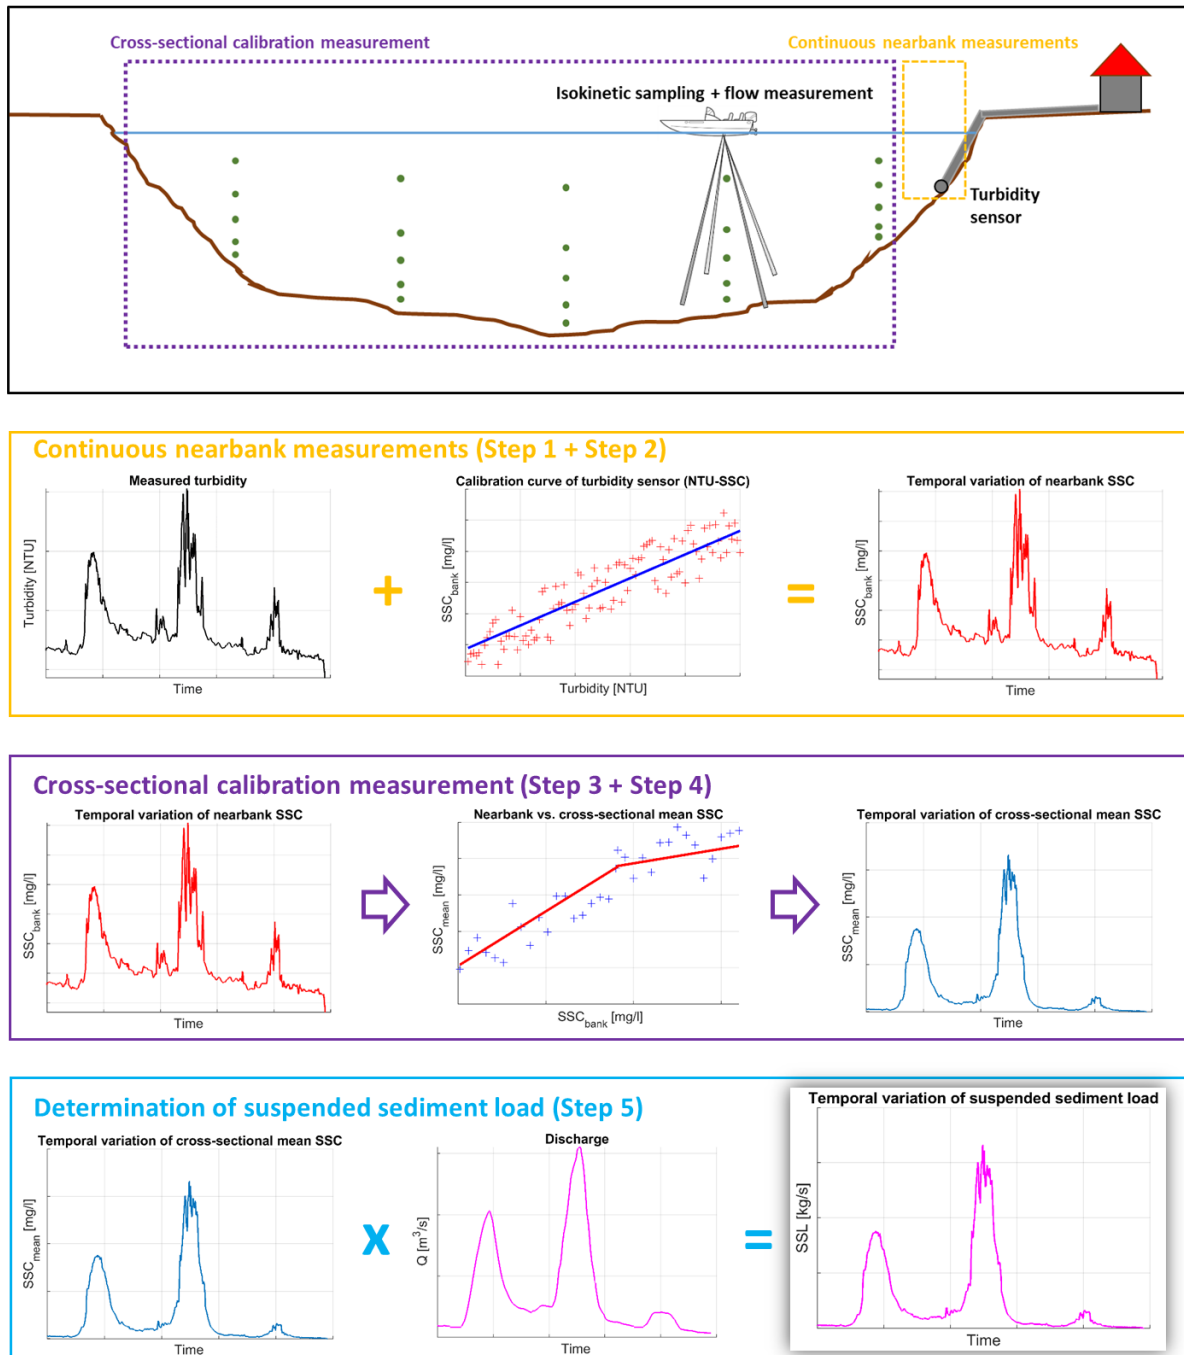 Cross-sectional calibration measurement
Continuous nearbank measurements
Isokinetic sampling + flow measurement
Turbidity
sensor
Continuous nearbank measurements (Step 1 + Step 2)
Measured turbidity
Turbidity [NTU]
Time
+
Calibration curve of turbidity sensor (NTU-SSC)
SSCbank [mg/l]
Turbidity [NTU]
=
Temporal variation of nearbank SSC
SSCbank [mg/l]
Time
Cross-sectional calibration measurement (Step 3 + Step 4)
Temporal variation of nearbank SSC
SSCbank [mg/l]
Time
Nearbank vs. cross-sectional mean SSC
SSCmean [mg/l]
SSCbank [mg/l]
Temporal variation of cross-sectional mean SSC
SSCmean [mg/l]
Time
Determination of suspended sediment load (Step 5)
Temporal variation of cross-sectional mean SSC
SSCmean [mg/l]
Time
X
Discharge
Q [m³/s]
Time
=
Temporal variation of suspended sediment load
SSL [kg/s]
Time